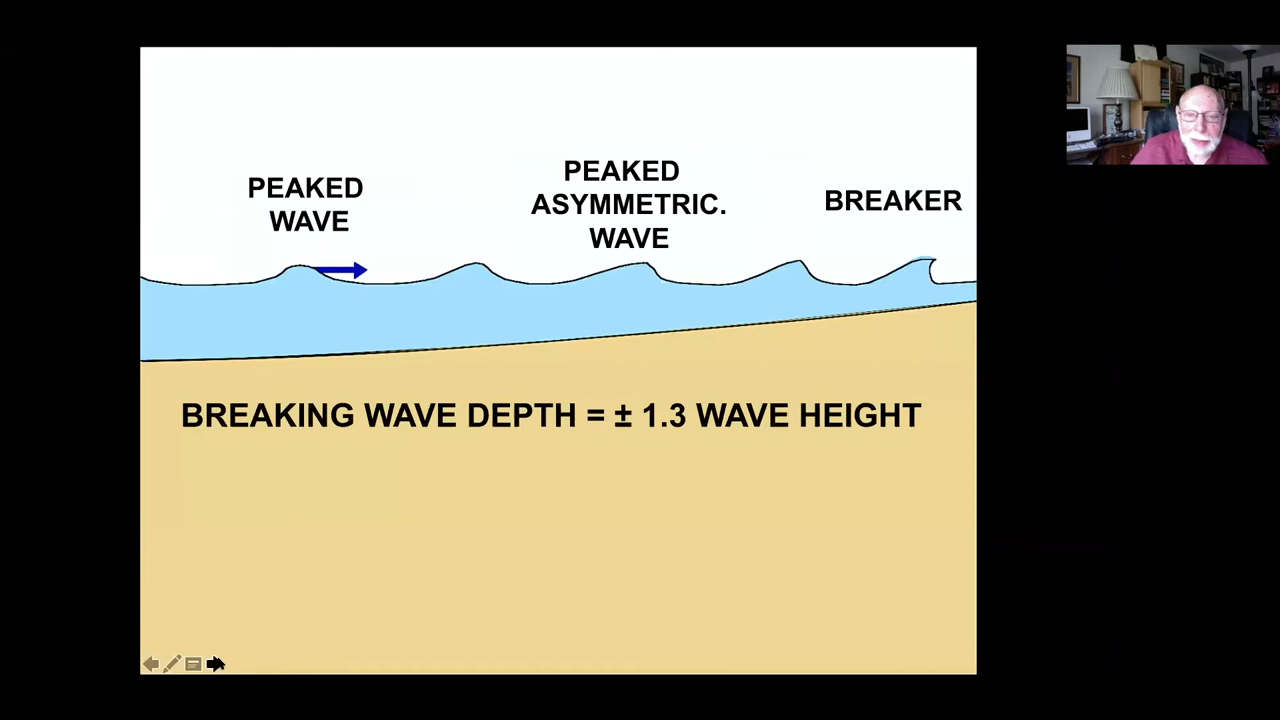 PEAKED
WAVE
PEAKED
ASYMMETRIC.
WAVE
BREAKER
BREAKING WAVE DEPTH = ± 1.3 WAVE HEIGHT